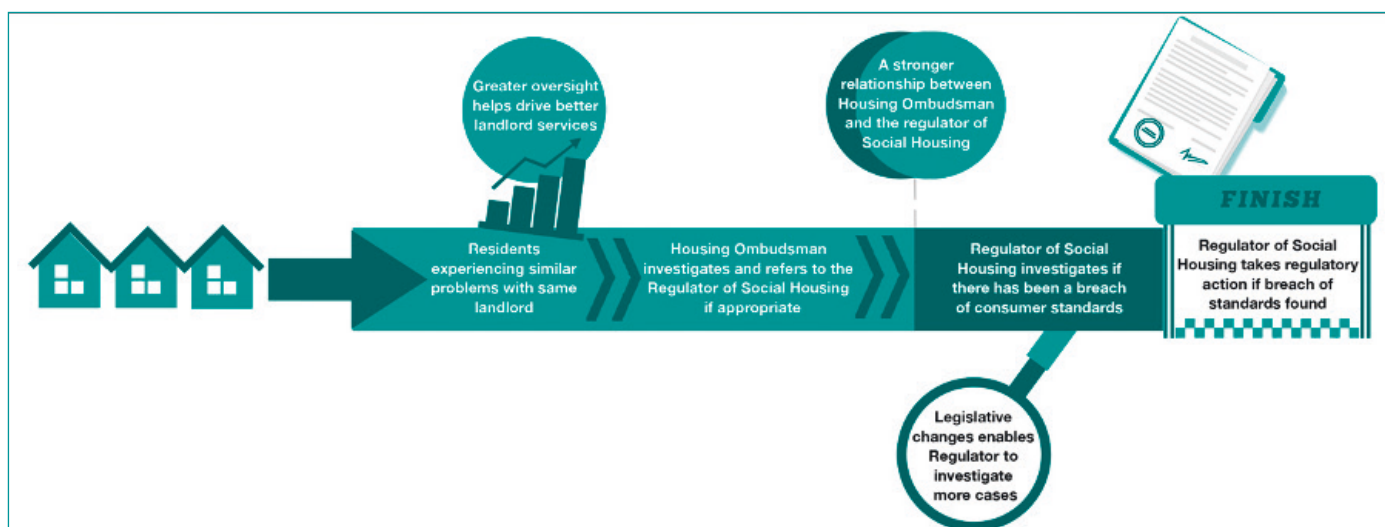 Greater oversight
helps drive better
landlord services
A stronger
relationship between
Housing Ombudsman
and the regulator of
Social Housing
Residents
experiencing similar
problems with same
landlord
Housing Ombudsman
investigates and refers to the
Regulator of Social Housing
if appropriate
Regulator of Social
Housing investigates if
there has been a breach
of consumer standards
FINISH
Regulator of Social
Housing takes regulatory
action if breach of
standards found
Legislative
changes enables
Regulator to
investigate
more cases